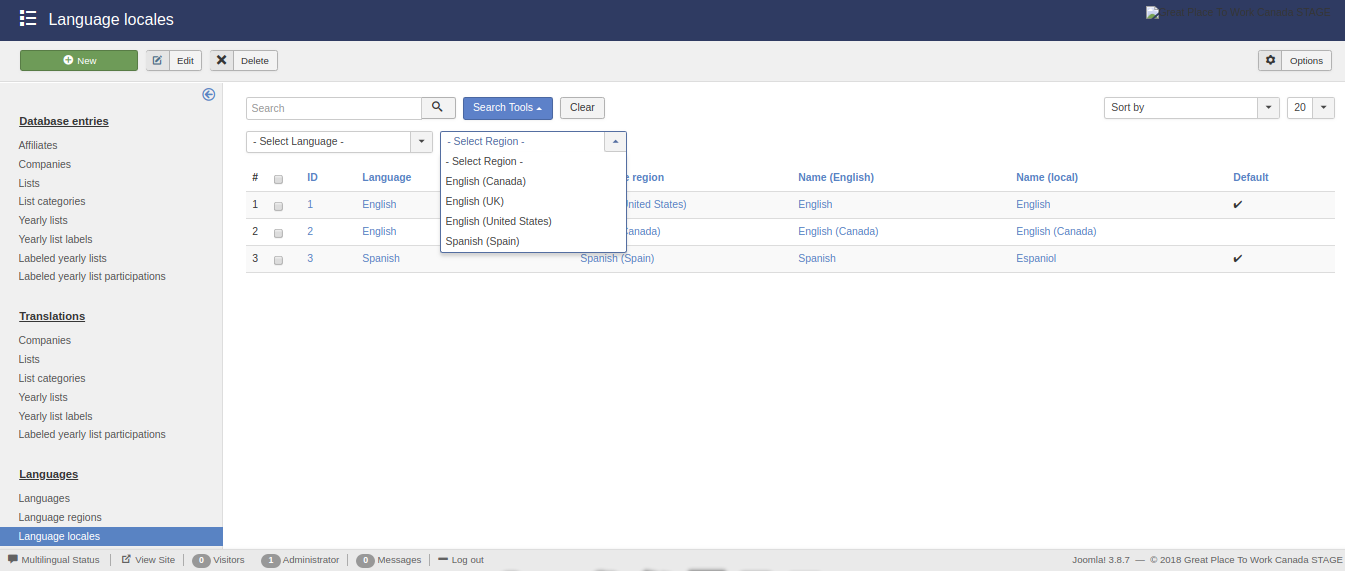 Language locales
Great Place To Work Canada STAGE
New Edit Delete Options
Search Search Tools Clear Sort by 20
- Select Language - - Select Region -
- Select Region -
English (Canada)
English (UK)
English (United States)
Spanish (Spain)
# ID Language region Name (English) Name (local) Default
1 1 English United States) English English ✔
2 2 English Canada) English (Canada) English (Canada)
3 3 Spanish Spanish (Spain) Spanish Espaniol ✔
Database entries
Affiliates
Companies
Lists
List categories
Yearly lists
Yearly list labels
Labeled yearly lists
Labeled yearly list participations
Translations
Companies
Lists
List categories
Yearly lists
Yearly list labels
Labeled yearly list participations
Languages
Languages
Language regions
Language locales
Multilingual Status View Site 0 Visitors 1 Administrator 0 Messages Log out Joomla! 3.8.7 — © 2018 Great Place To Work Canada STAGE